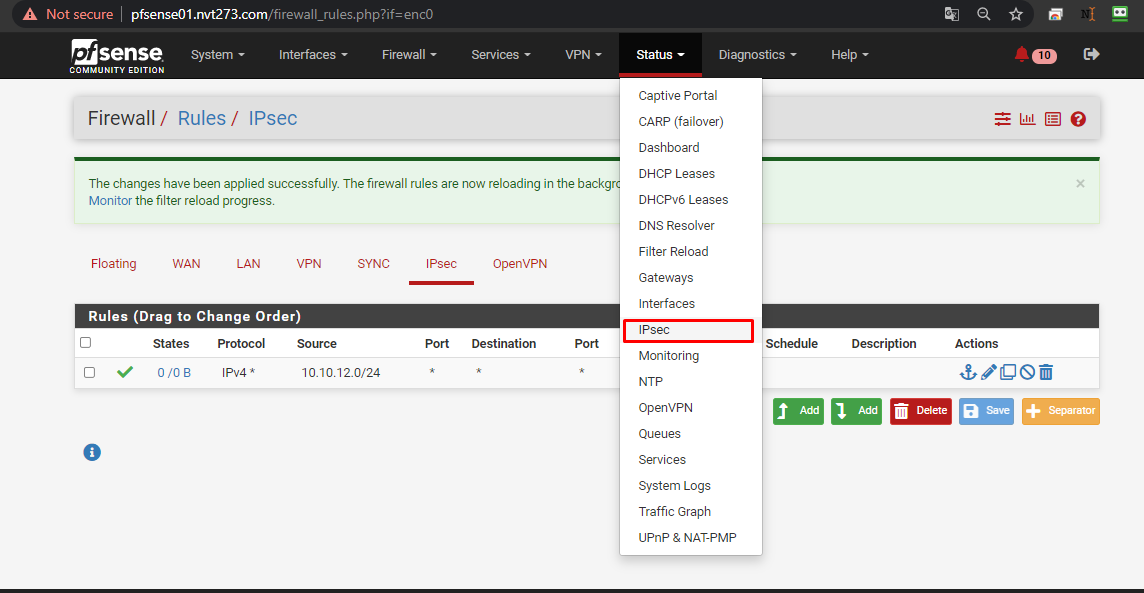 Not secure pfsense01.nvt273.com/firewall_rules.php?if=enc0
pfsense COMMUNITY EDITION
System Interfaces Firewall Services VPN Status Diagnostics Help 10
Captive Portal
CARP (failover)
Dashboard
DHCP Leases
DHCPv6 Leases
DNS Resolver
Filter Reload
Gateways
Interfaces
IPsec
Monitoring
NTP
OpenVPN
Queues
Services
System Logs
Traffic Graph
UPnP & NAT-PMP
Firewall / Rules / IPsec
The changes have been applied successfully. The firewall rules are now reloading in the backgro
Monitor the filter reload progress.
×
Floating WAN LAN VPN SYNC IPsec OpenVPN
Rules (Drag to Change Order)
States Protocol Source Port Destination Port Schedule Description Actions
0 /0 B IPv4 * 10.10.12.0/24 * * *
Add Add Delete Save Separator